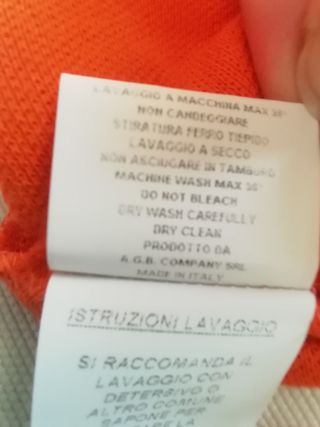 LAVAGGIO A MACCHINA MAX 30°
NON CANDEGGIARE
STIRATURA FERRO TIEPIDO
LAVAGGIO A SECCO
NON ASCIUGARE IN TAMBURO
MACHINE WASH MAX 30°
DO NOT BLEACH
DRY WASH CAREFULLY
DRY CLEAN
PRODOTTO DA
A.G.B. COMPANY SRL
MADE IN ITALY
ISTRUZIONI LAVAGGIO
SI RACCOMANDA IL
LAVAGGIO CON
DETERSIVO O
ALTRO COMUNE
SAPONE PER